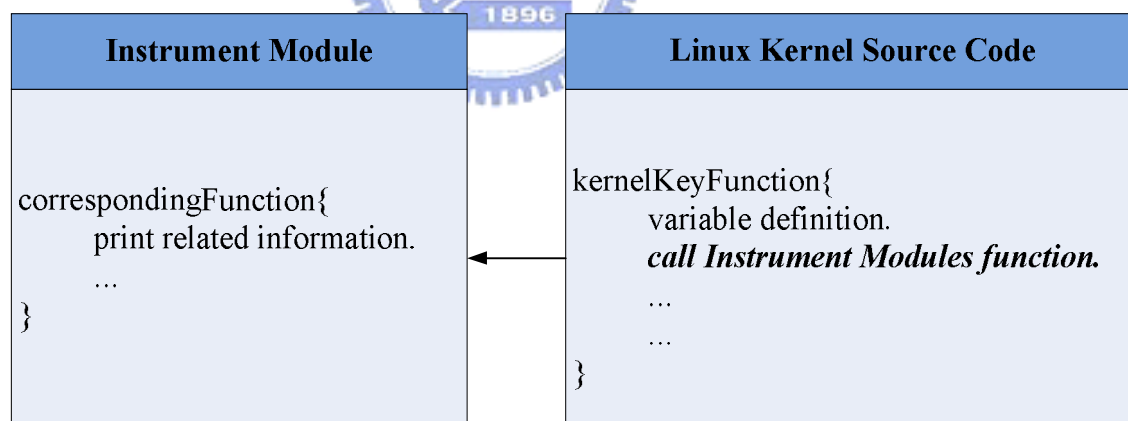 1896
Instrument Module
correspondingFunction{
print related information.
...
}
Linux Kernel Source Code
kernelKeyFunction{
variable definition.
call Instrument Modules function.
...
...
}